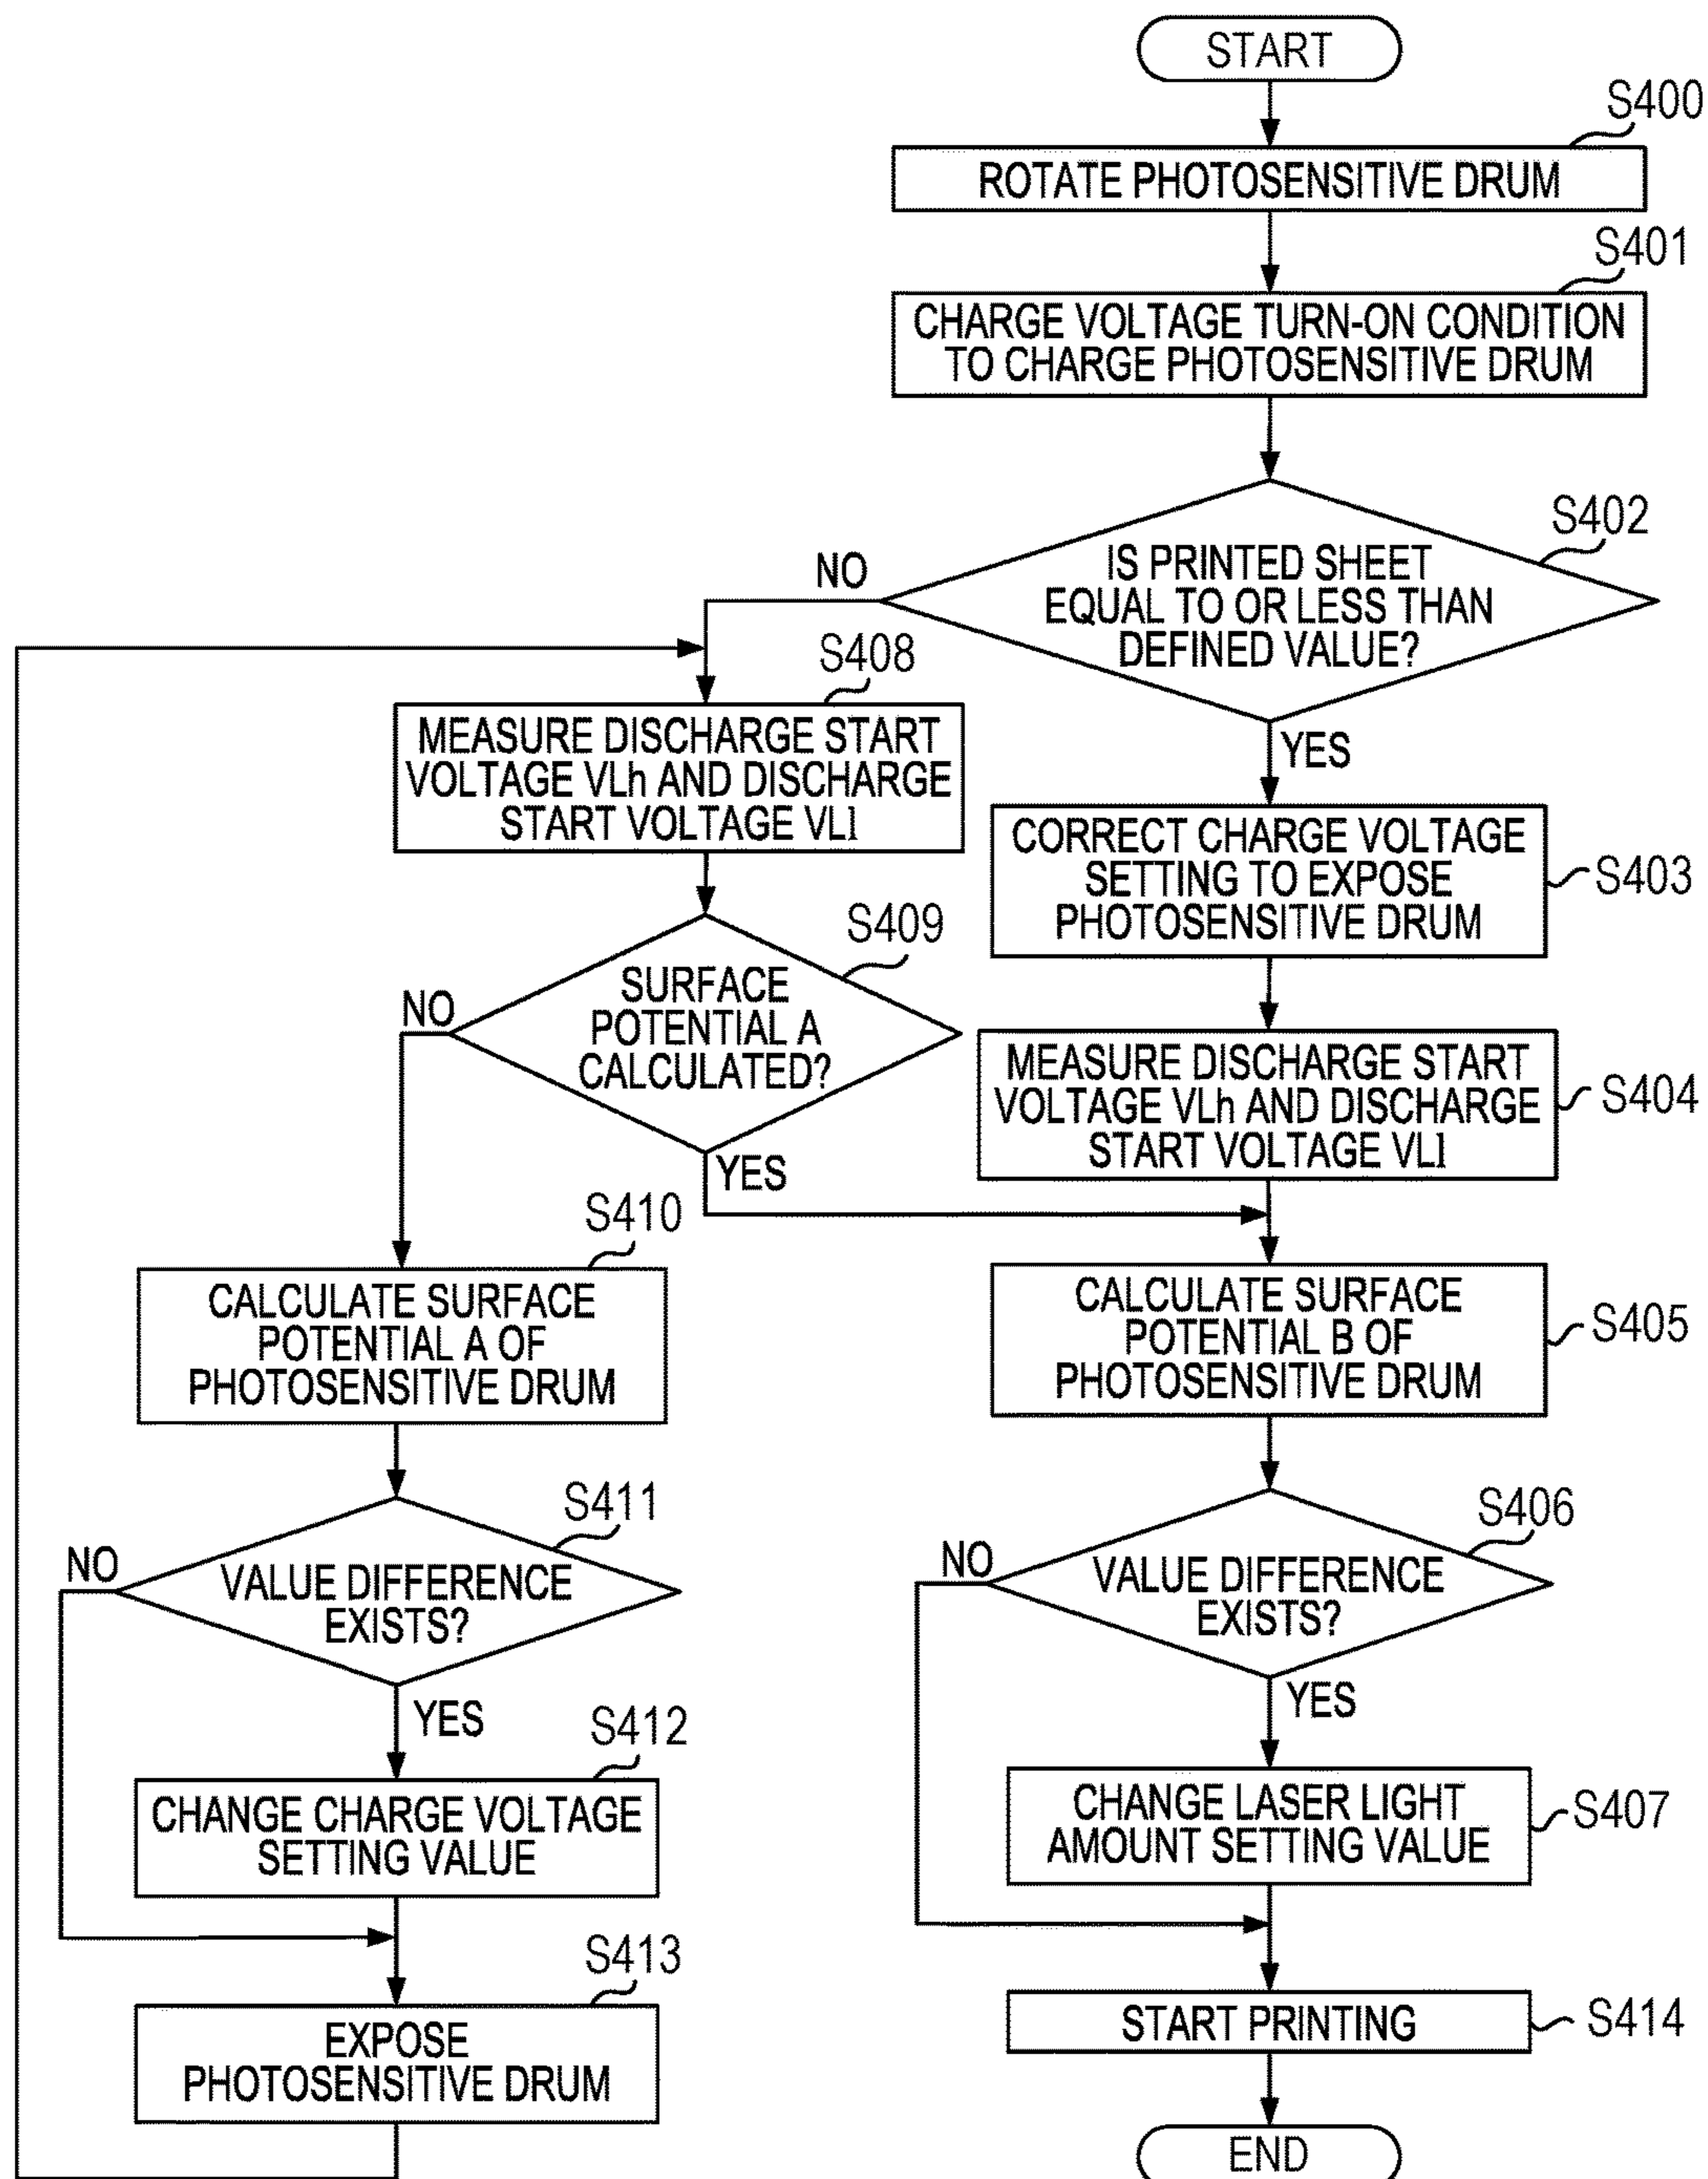 START
S400
ROTATE PHOTOSENSITIVE DRUM
S401
CHARGE VOLTAGE TURN-ON CONDITION
TO CHARGE PHOTOSENSITIVE DRUM
S402
IS PRINTED SHEET
EQUAL TO OR LESS THAN
DEFINED VALUE?
NO
YES
S408
MEASURE DISCHARGE START
VOLTAGE VLh AND DISCHARGE
START VOLTAGE VLl
CORRECT CHARGE VOLTAGE
SETTING TO EXPOSE
PHOTOSENSITIVE DRUM
S403
S409
SURFACE
POTENTIAL A
CALCULATED?
NO
YES
MEASURE DISCHARGE START
VOLTAGE VLh AND DISCHARGE
START VOLTAGE VLl
S404
S410
CALCULATE SURFACE
POTENTIAL A OF
PHOTOSENSITIVE DRUM
CALCULATE SURFACE
POTENTIAL B OF
PHOTOSENSITIVE DRUM
S405
S411
NO
VALUE DIFFERENCE
EXISTS?
YES
S406
NO
VALUE DIFFERENCE
EXISTS?
YES
S412
CHANGE CHARGE VOLTAGE
SETTING VALUE
CHANGE LASER LIGHT
AMOUNT SETTING VALUE
S407
S413
EXPOSE
PHOTOSENSITIVE DRUM
START PRINTING
S414
END